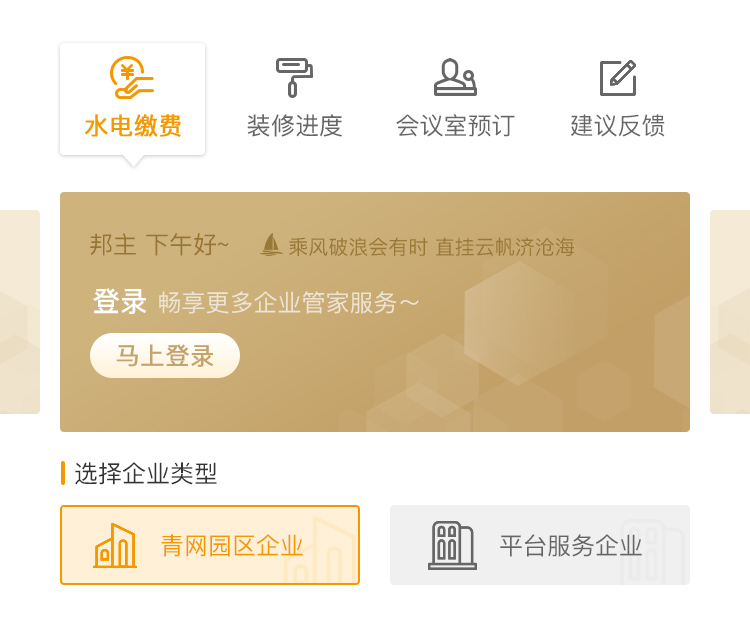 水电缴费 装修进度 会议室预订 建议反馈
邦主 下午好~ 乘风破浪会有时 直挂云帆济沧海
登录 畅享更多企业管家服务～
马上登录
选择企业类型
青网园区企业 平台服务企业